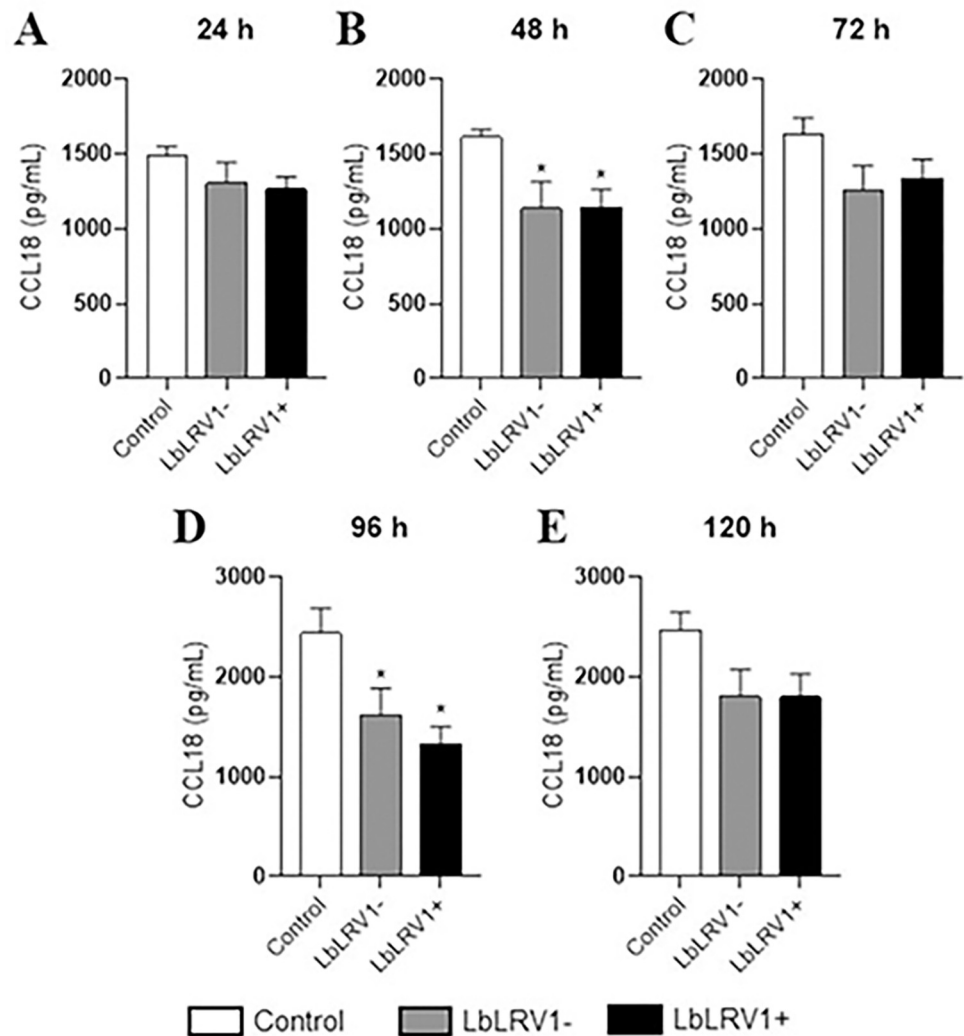 A 24 h B 48 h C 72 h
2000 2000 2000
1500 1500 1500
1000 1000 1000
500 500 500
0 0 0
CCL18 (pg/mL) CCL18 (pg/mL) CCL18 (pg/mL)
* *
Control LbLRV1- LbLRV1+ Control LbLRV1- LbLRV1+ Control LbLRV1- LbLRV1+
D 96 h E 120 h
3000 3000
2000 2000
1000 1000
0 0
CCL18 (pg/mL) CCL18 (pg/mL)
* *
Control LbLRV1- LbLRV1+ Control LbLRV1- LbLRV1+
Control LbLRV1- LbLRV1+